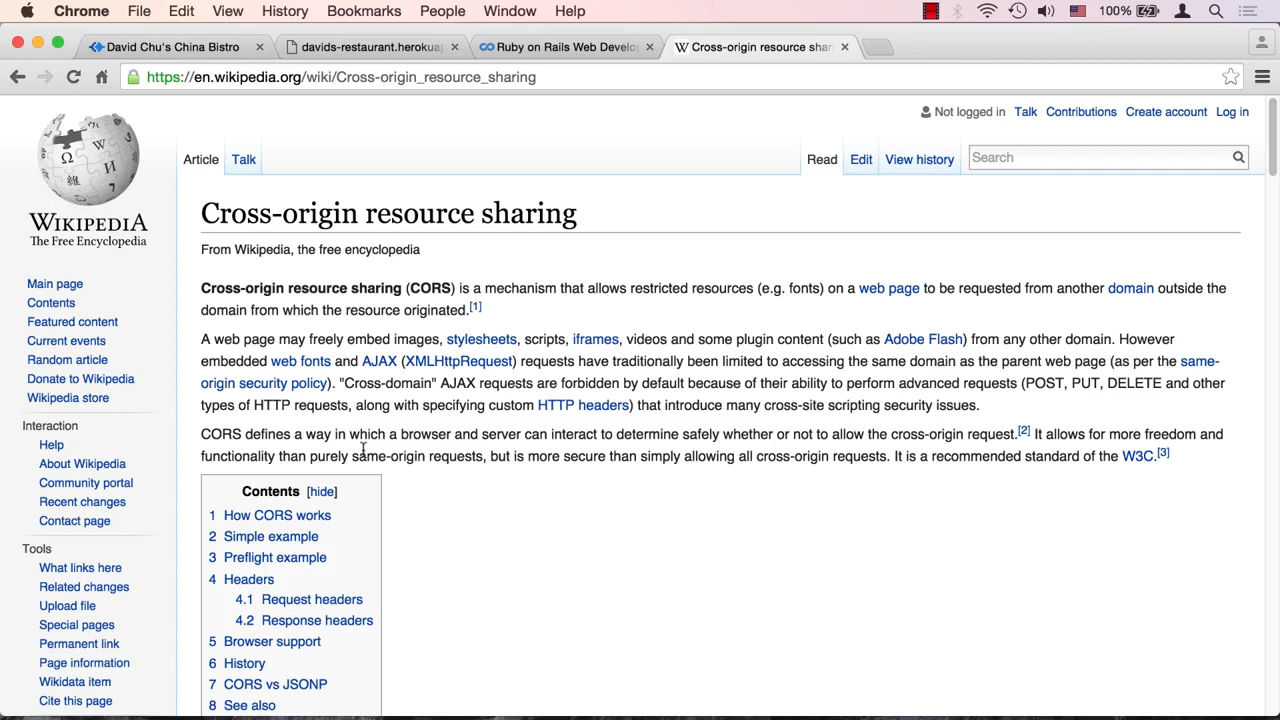 Chrome File Edit View History Bookmarks People Window Help 100%
David Chu's China Bistro davids-restaurant.herokua Ruby on Rails Web Develo Cross-origin resource shar
https://en.wikipedia.org/wiki/Cross-origin_resource_sharing
Not logged in Talk Contributions Create account Log in
Article Talk Read Edit View history Search
WIKIPEDIA
The Free Encyclopedia
Main page
Contents
Featured content
Current events
Random article
Donate to Wikipedia
Wikipedia store
Interaction
Help
About Wikipedia
Community portal
Recent changes
Contact page
Tools
What links here
Related changes
Upload file
Special pages
Permanent link
Page information
Wikidata item
Cite this page
Cross-origin resource sharing
From Wikipedia, the free encyclopedia
Cross-origin resource sharing (CORS) is a mechanism that allows restricted resources (e.g. fonts) on a web page to be requested from another domain outside the
domain from which the resource originated.[1]
A web page may freely embed images, stylesheets, scripts, iframes, videos and some plugin content (such as Adobe Flash) from any other domain. However
embedded web fonts and AJAX (XMLHttpRequest) requests have traditionally been limited to accessing the same domain as the parent web page (as per the same-
origin security policy). "Cross-domain" AJAX requests are forbidden by default because of their ability to perform advanced requests (POST, PUT, DELETE and other
types of HTTP requests, along with specifying custom HTTP headers) that introduce many cross-site scripting security issues.
CORS defines a way in which a browser and server can interact to determine safely whether or not to allow the cross-origin request.[2] It allows for more freedom and
functionality than purely same-origin requests, but is more secure than simply allowing all cross-origin requests. It is a recommended standard of the W3C.[3]
Contents [hide]
1 How CORS works
2 Simple example
3 Preflight example
4 Headers
4.1 Request headers
4.2 Response headers
5 Browser support
6 History
7 CORS vs JSONP
8 See also